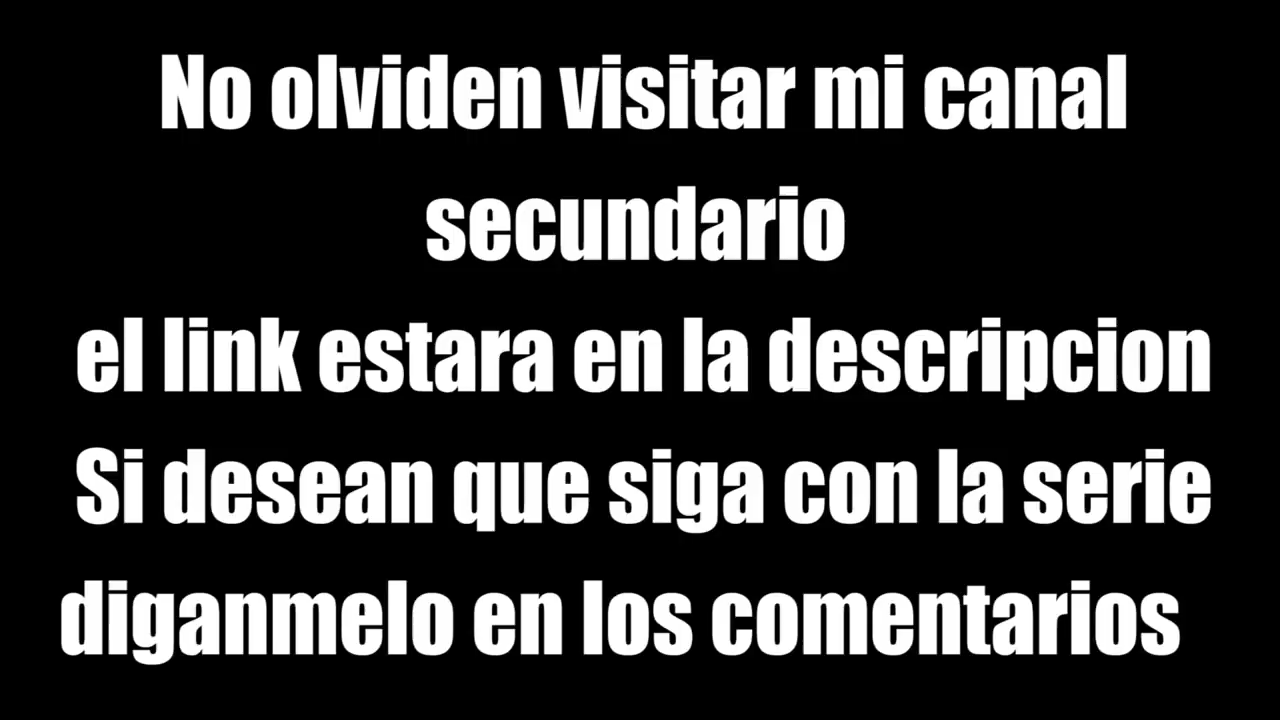 No olviden visitar mi canal
secundario
el link estara en la descripcion
Si desean que siga con la serie
diganmelo en los comentarios